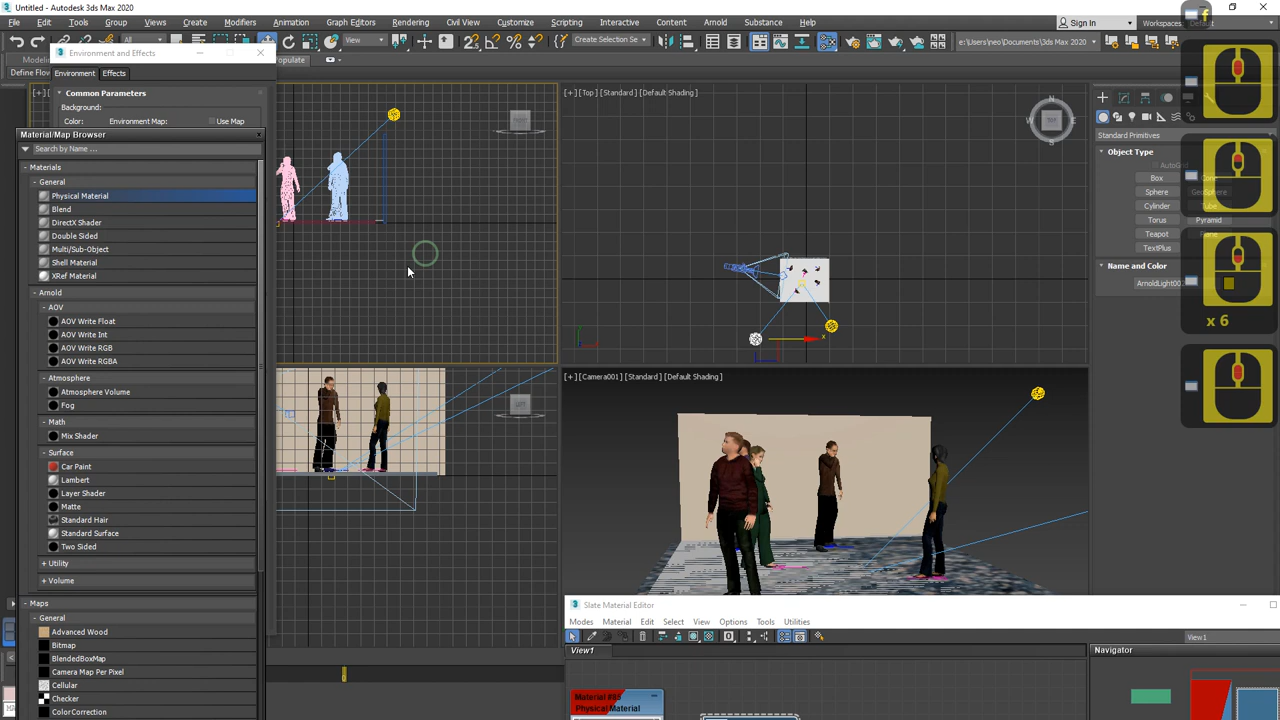 Untitled - Autodesk 3ds Max 2020
File Edit Tools Group Views Create Modifiers Animation Graph Editors Rendering Civil View Customize Scripting Interactive Content Arnold Substance Help
Sign In Workspaces:
All View Create Selection Se e:\Users\neo\Documents\3ds Max 2020
Environment and Effects
Define Flow
Populate
Environment Effects
Common Parameters
Background:
Color: Environment Map: Use Map
Material/Map Browser
Search by Name ...
Materials
General
Physical Material
Blend
DirectX Shader
Double Sided
Multi/Sub-Object
Shell Material
XRef Material
Arnold
AOV
AOV Write Float
AOV Write Int
AOV Write RGB
AOV Write RGBA
Atmosphere
Atmosphere Volume
Fog
Math
Mix Shader
Surface
Car Paint
Lambert
Layer Shader
Matte
Standard Hair
Standard Surface
Two Sided
Utility
Volume
Maps
General
Advanced Wood
Bitmap
BlendedBoxMap
Camera Map Per Pixel
Cellular
Checker
ColorCorrection
[+] [Top] [Standard] [Default Shading]
N
W E
S
TOP
x
[+] [Camera001] [Standard] [Default Shading]
Standard Primitives
Object Type
AutoGrid
Box Cone
Sphere GeoSphere
Cylinder Tube
Torus Pyramid
Teapot Plane
TextPlus
Name and Color
x 6
Slate Material Editor
Modes Material Edit Select View Options Tools Utilities
View1
View1
Navigator
Physical Material